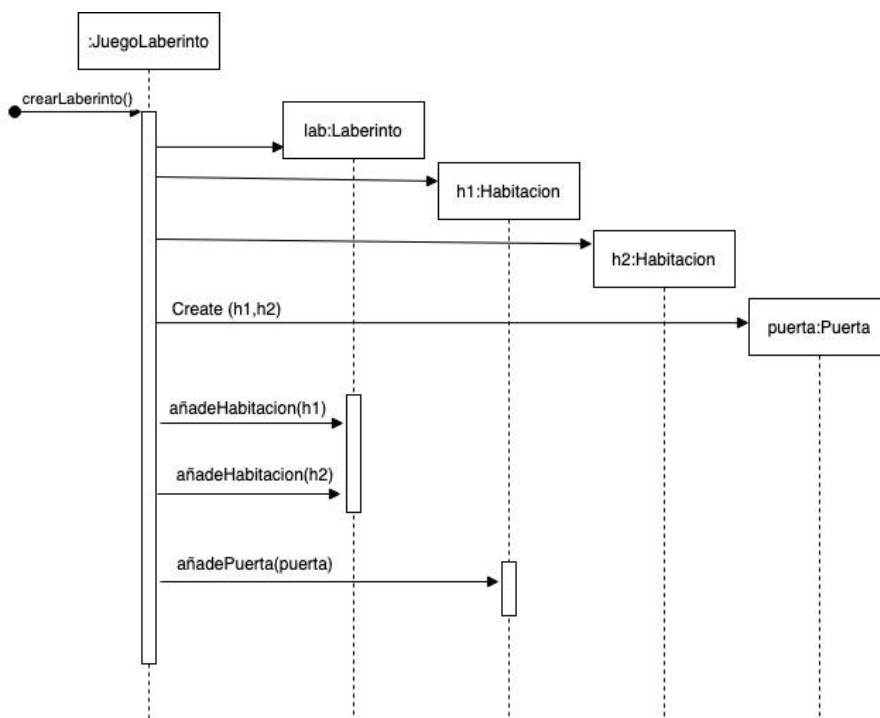 :JuegoLaberinto
crearLaberinto()
lab:Laberinto
h1:Habitacion
h2:Habitacion
Create (h1,h2)
puerta:Puerta
añadeHabitacion(h1)
añadeHabitacion(h2)
añadePuerta(puerta)